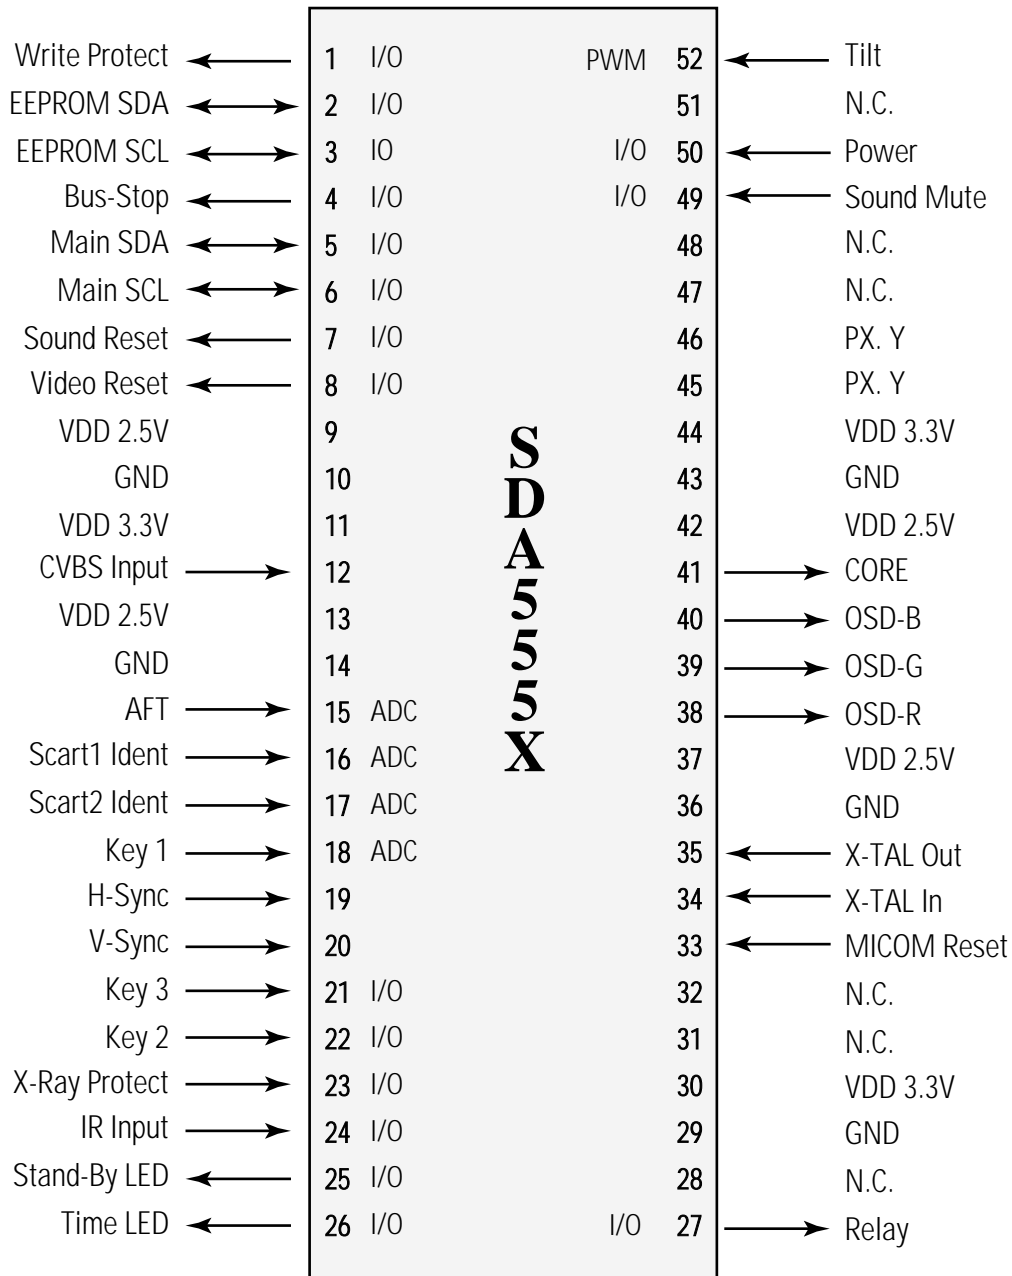 Write Protect 1 I/O PWM 52 Tilt
EEPROM SDA 2 I/O 51 N.C.
EEPROM SCL 3 IO I/O 50 Power
Bus-Stop 4 I/O I/O 49 Sound Mute
Main SDA 5 I/O 48 N.C.
Main SCL 6 I/O 47 N.C.
Sound Reset 7 I/O 46 PX. Y
Video Reset 8 I/O 45 PX. Y
VDD 2.5V 9 44 VDD 3.3V
GND 10 43 GND
VDD 3.3V 11 42 VDD 2.5V
CVBS Input 12 41 CORE
VDD 2.5V 13 40 OSD-B
GND 14 39 OSD-G
AFT 15 ADC 38 OSD-R
Scart1 Ident 16 ADC 37 VDD 2.5V
Scart2 Ident 17 ADC 36 GND
Key 1 18 ADC 35 X-TAL Out
H-Sync 19 34 X-TAL In
V-Sync 20 33 MICOM Reset
Key 3 21 I/O 32 N.C.
Key 2 22 I/O 31 N.C.
X-Ray Protect 23 I/O 30 VDD 3.3V
IR Input 24 I/O 29 GND
Stand-By LED 25 I/O 28 N.C.
Time LED 26 I/O I/O 27 Relay
SDA555X